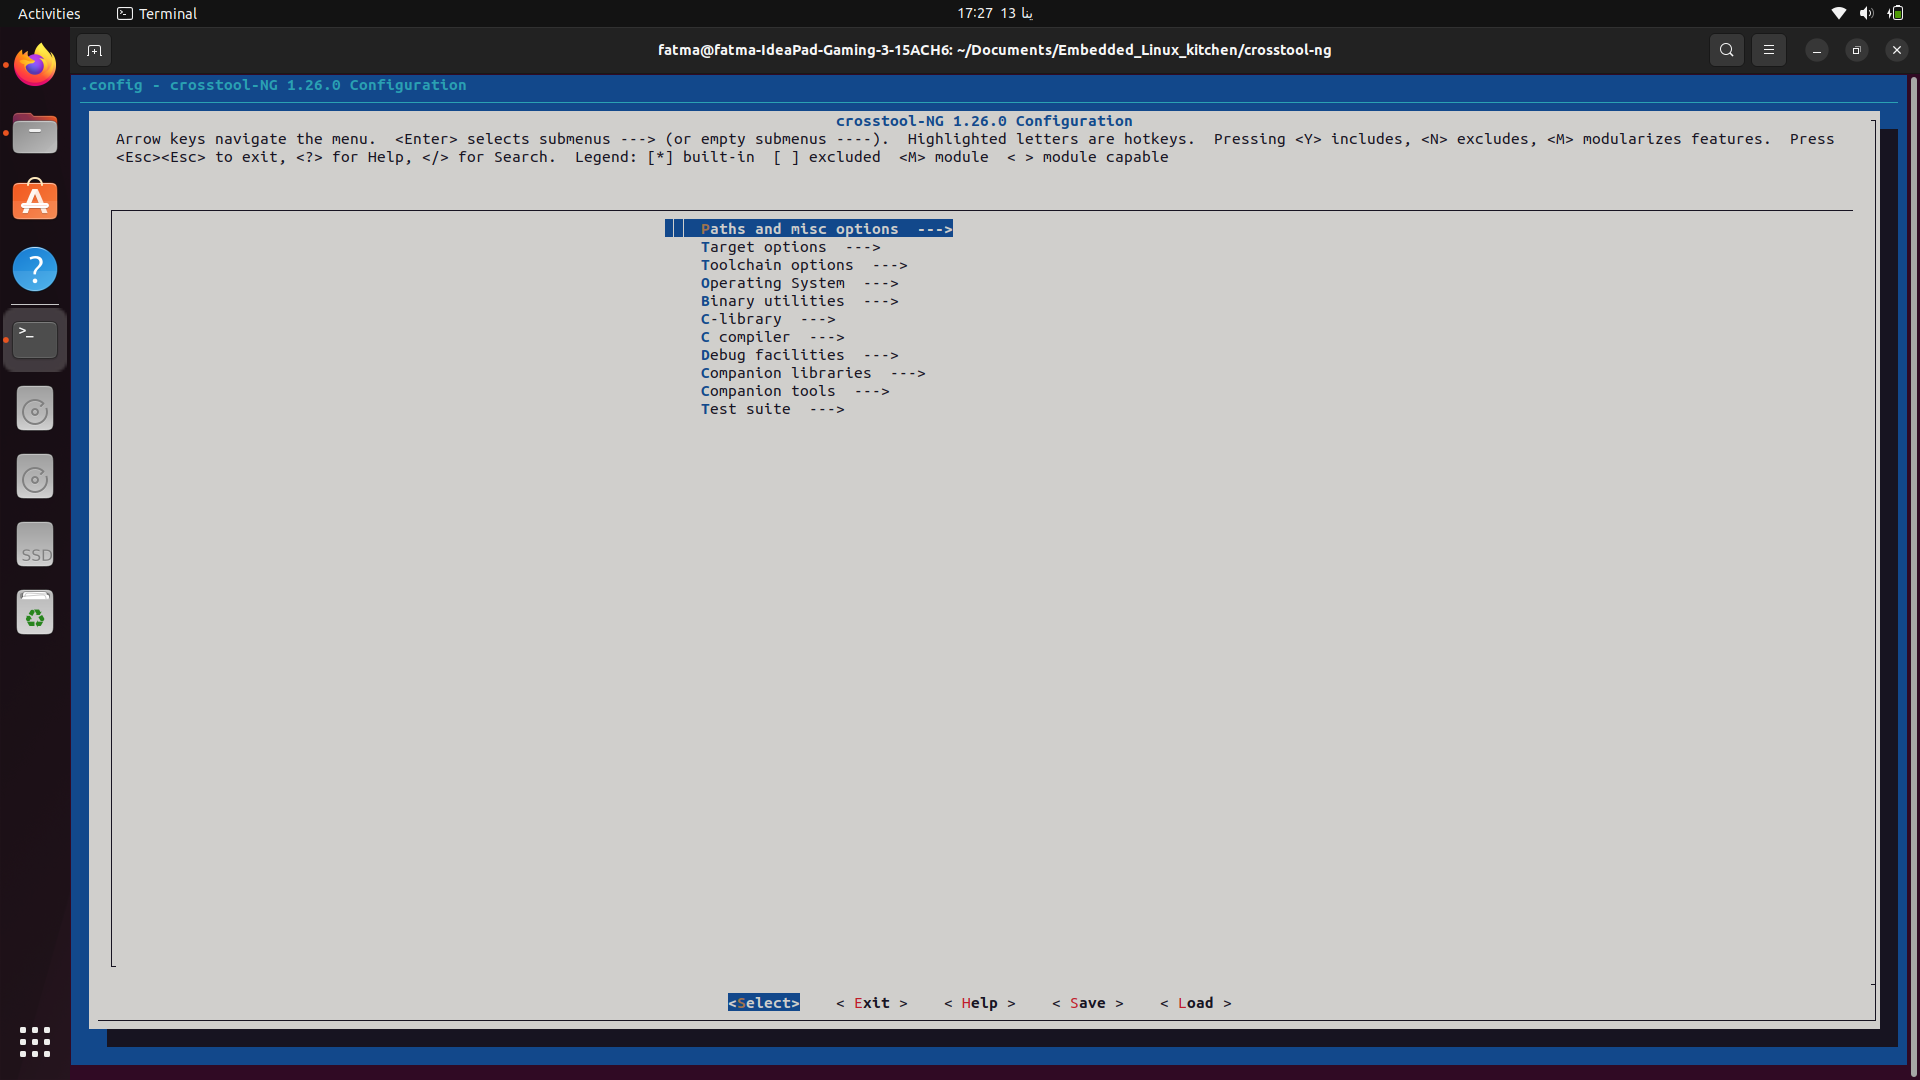 Activities
Terminal
17:27 13 ينا
fatma@fatma-IdeaPad-Gaming-3-15ACH6: ~/Documents/Embedded_Linux_kitchen/crosstool-ng
.config - crosstool-NG 1.26.0 Configuration
crosstool-NG 1.26.0 Configuration
Arrow keys navigate the menu.  <Enter> selects submenus ---> (or empty submenus ----).  Highlighted letters are hotkeys.  Pressing <Y> includes, <N> excludes, <M> modularizes features.  Press
<Esc><Esc> to exit, <?> for Help, </> for Search.  Legend: [*] built-in  [ ] excluded  <M> module  < > module capable
Paths and misc options  --->
Target options  --->
Toolchain options  --->
Operating System  --->
Binary utilities  --->
C-library  --->
C compiler  --->
Debug facilities  --->
Companion libraries  --->
Companion tools  --->
Test suite  --->
SSD
<Select>    < Exit >    < Help >    < Save >    < Load >